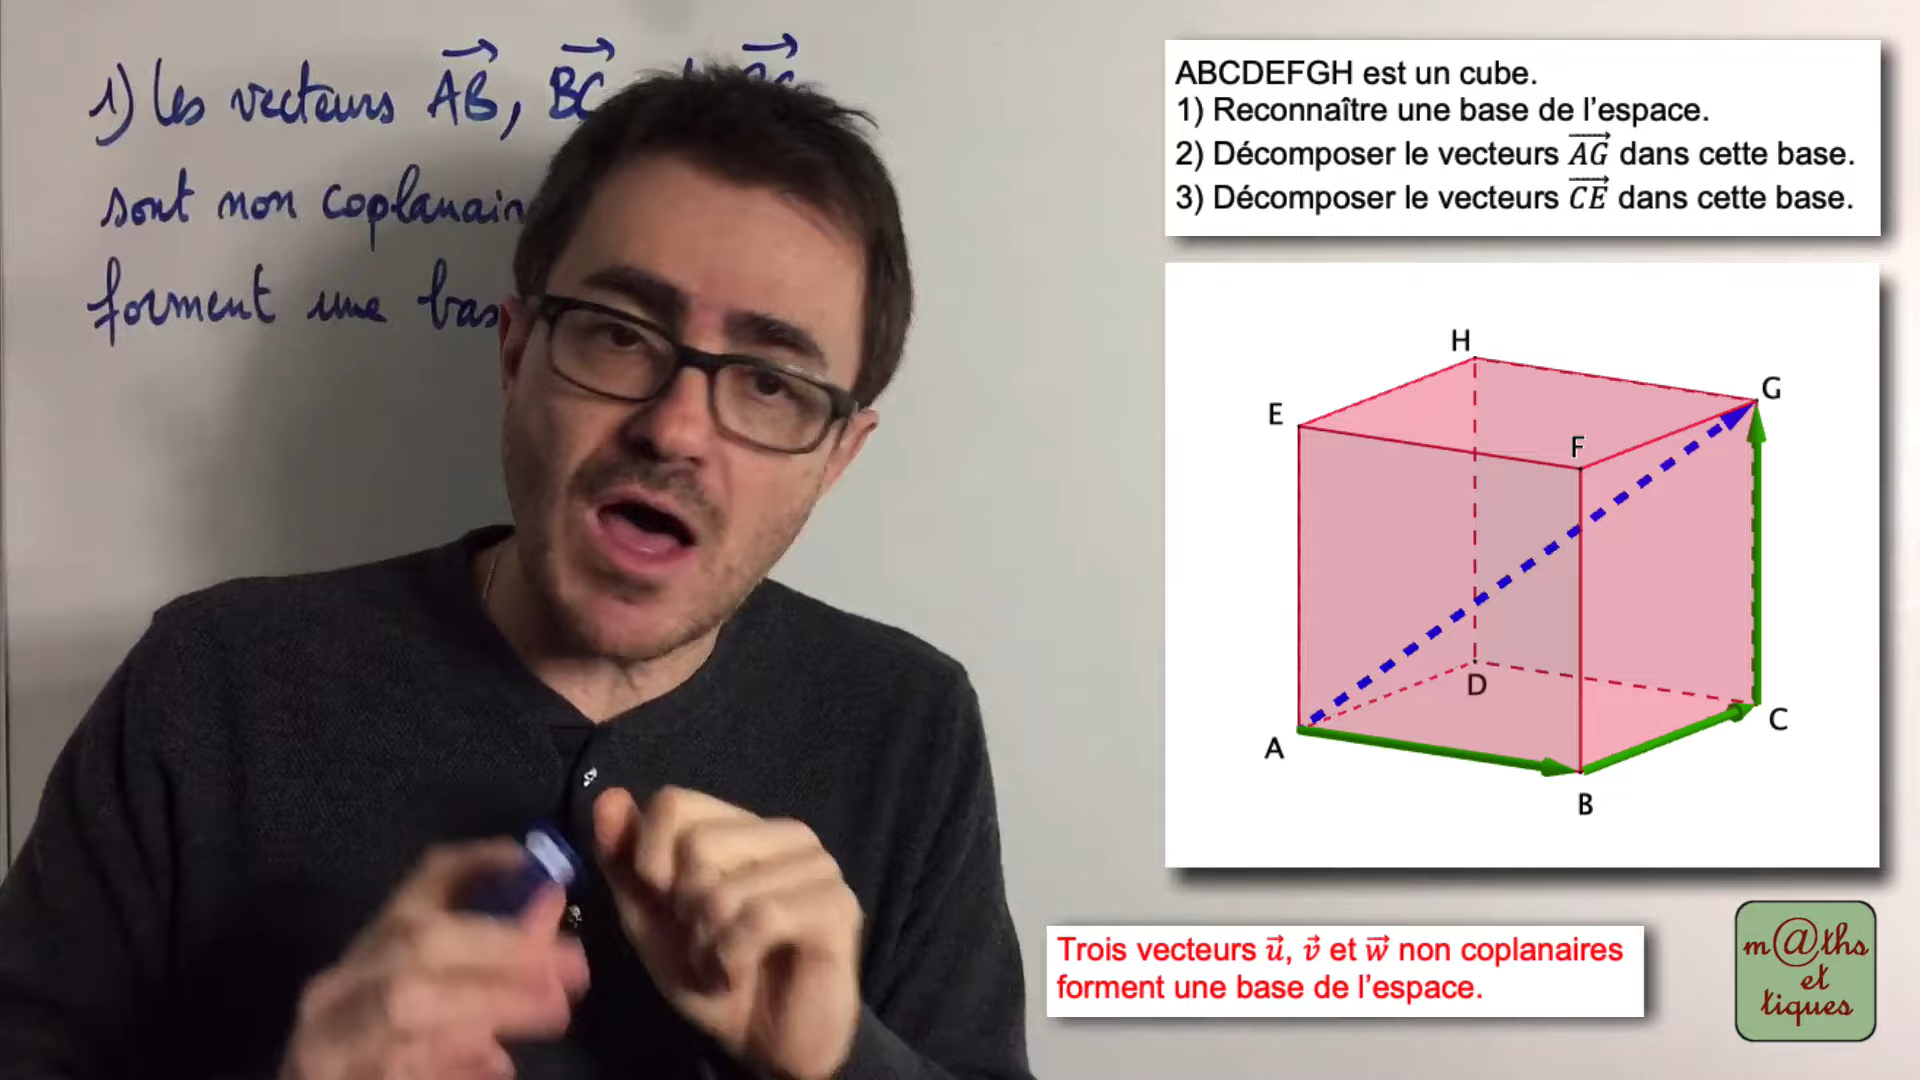 1) Les vecteurs AB, BC
sont non coplanair
forment une bas
ABCDEFGH est un cube.
1) Reconnaître une base de l'espace.
2) Décomposer le vecteurs AG dans cette base.
3) Décomposer le vecteurs CE dans cette base.
H
G
E
F
D
C
A
B
Trois vecteurs u, v et w non coplanaires
forment une base de l'espace.
m@ths
et
tiques